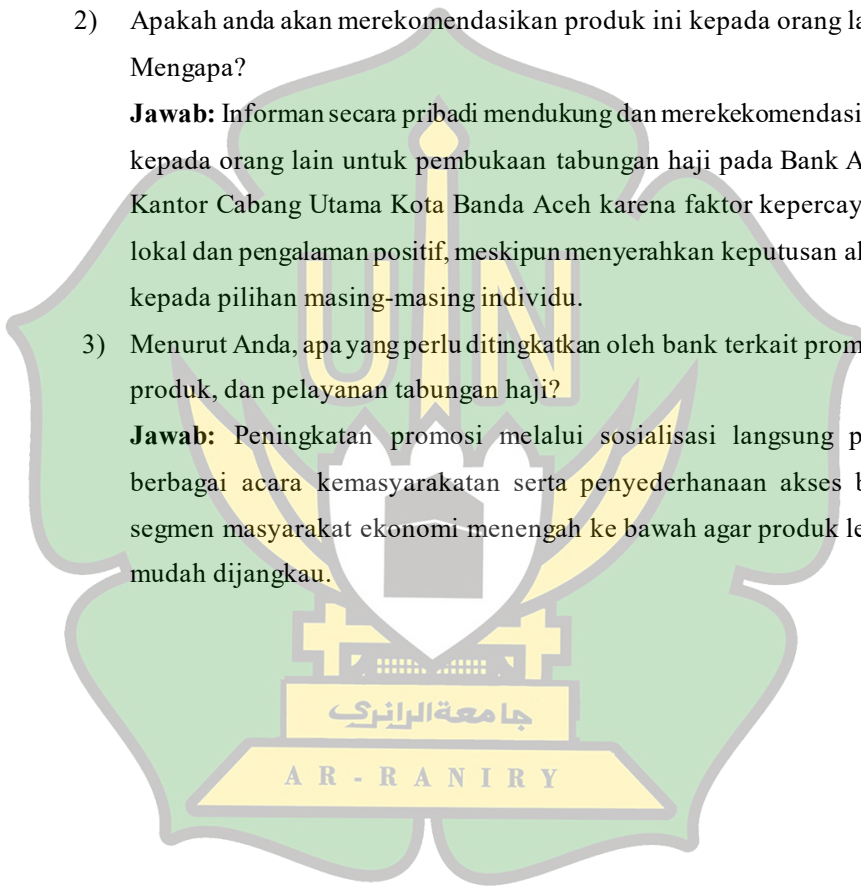 2) Apakah anda akan merekomendasikan produk ini kepada orang la
Mengapa?
Jawab: Informan secara pribadi mendukung dan merekekomendasi
kepada orang lain untuk pembukaan tabungan haji pada Bank A
Kantor Cabang Utama Kota Banda Aceh karena faktor kepercay
lokal dan pengalaman positif, meskipun menyerahkan keputusan ak
kepada pilihan masing-masing individu.
3) Menurut Anda, apa yang perlu ditingkatkan oleh bank terkait prom
produk, dan pelayanan tabungan haji?
Jawab: Peningkatan promosi melalui sosialisasi langsung p
berbagai acara kemasyarakatan serta penyederhanaan akses b
segmen masyarakat ekonomi menengah ke bawah agar produk le
mudah dijangkau.
UIN
جامعة الرانري
AR-RANIRY